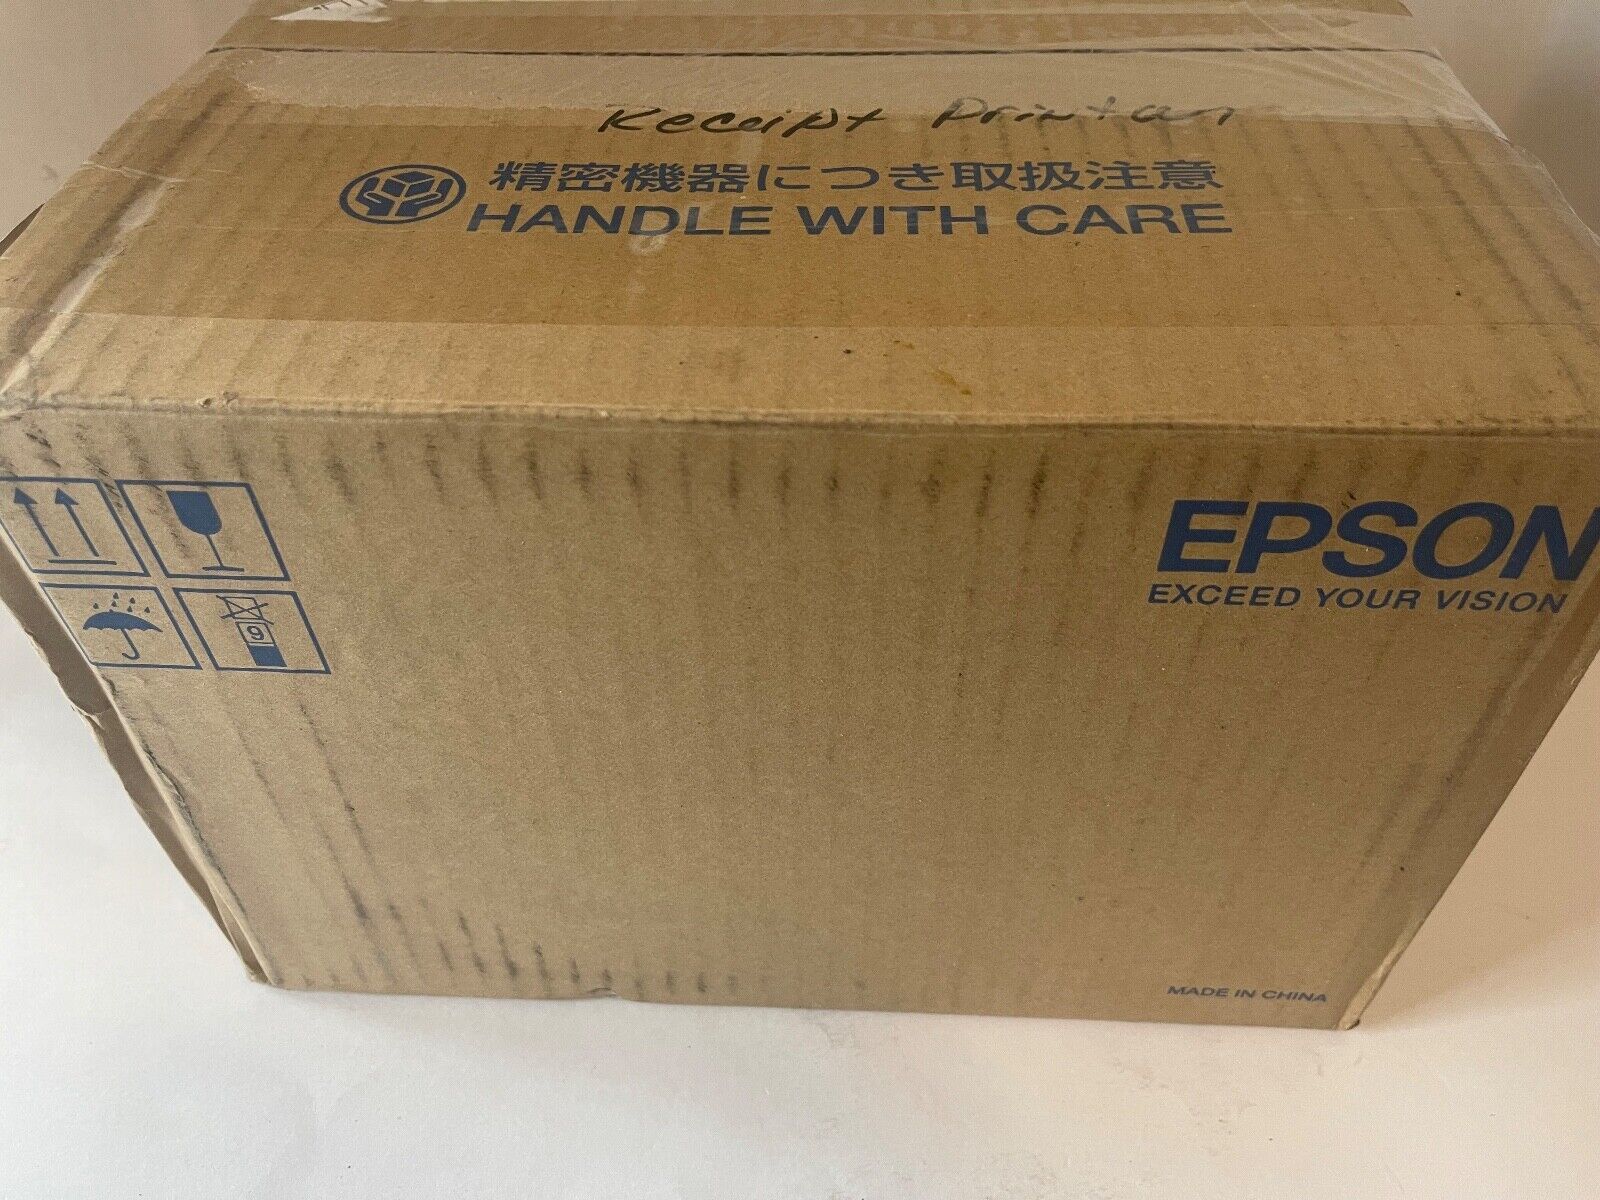 Receipt Printer
精密機器につき取扱注意
HANDLE WITH CARE
EPSON
EXCEED YOUR VISION
9
MADE IN CHINA